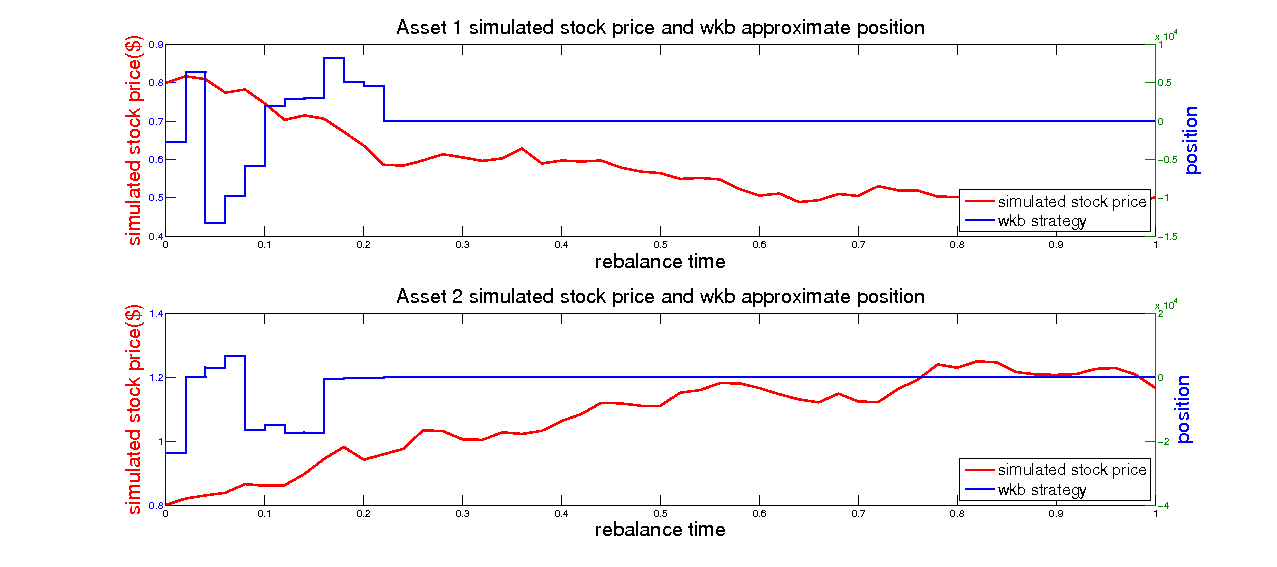 Asset 1 simulated stock price and wkb approximate position
x 10^4
simulated stock price($)
0.9
0.8
0.7
0.6
0.5
0.4
1
0.5
0
−0.5
−1
−1.5
position
simulated stock price
wkb strategy
0 0.1 0.2 0.3 0.4 0.5 0.6 0.7 0.8 0.9 1
rebalance time
Asset 2 simulated stock price and wkb approximate position
x 10^4
simulated stock price($)
1.4
1.2
1
0.8
2
0
−2
−4
position
simulated stock price
wkb strategy
0 0.1 0.2 0.3 0.4 0.5 0.6 0.7 0.8 0.9 1
rebalance time